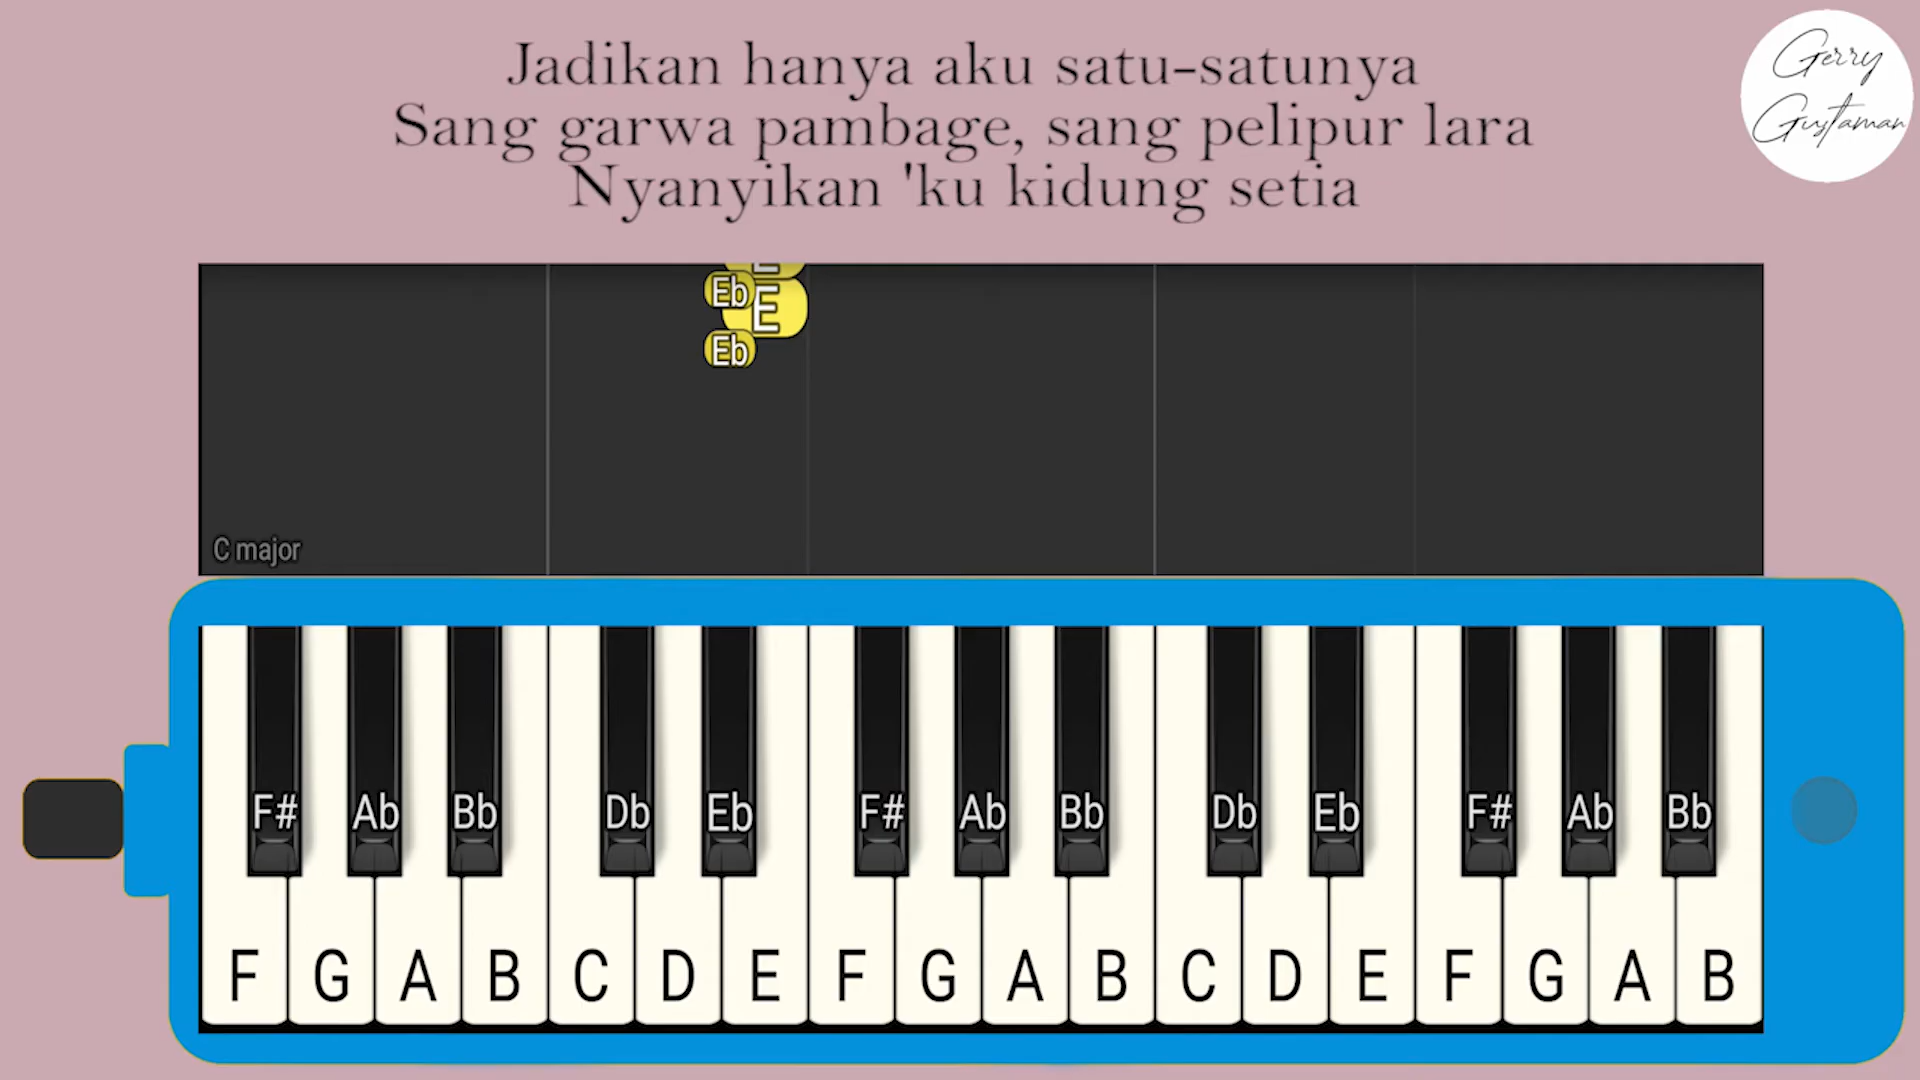 Jadikan hanya aku satu-satunya
Sang garwa pambage, sang pelipur lara
Nyanyikan 'ku kidung setia
Gerry
Gustaman
E
Eb E
Eb
C major
F# Ab Bb Db Eb F# Ab Bb Db Eb F# Ab Bb
F G A B C D E F G A B C D E F G A B